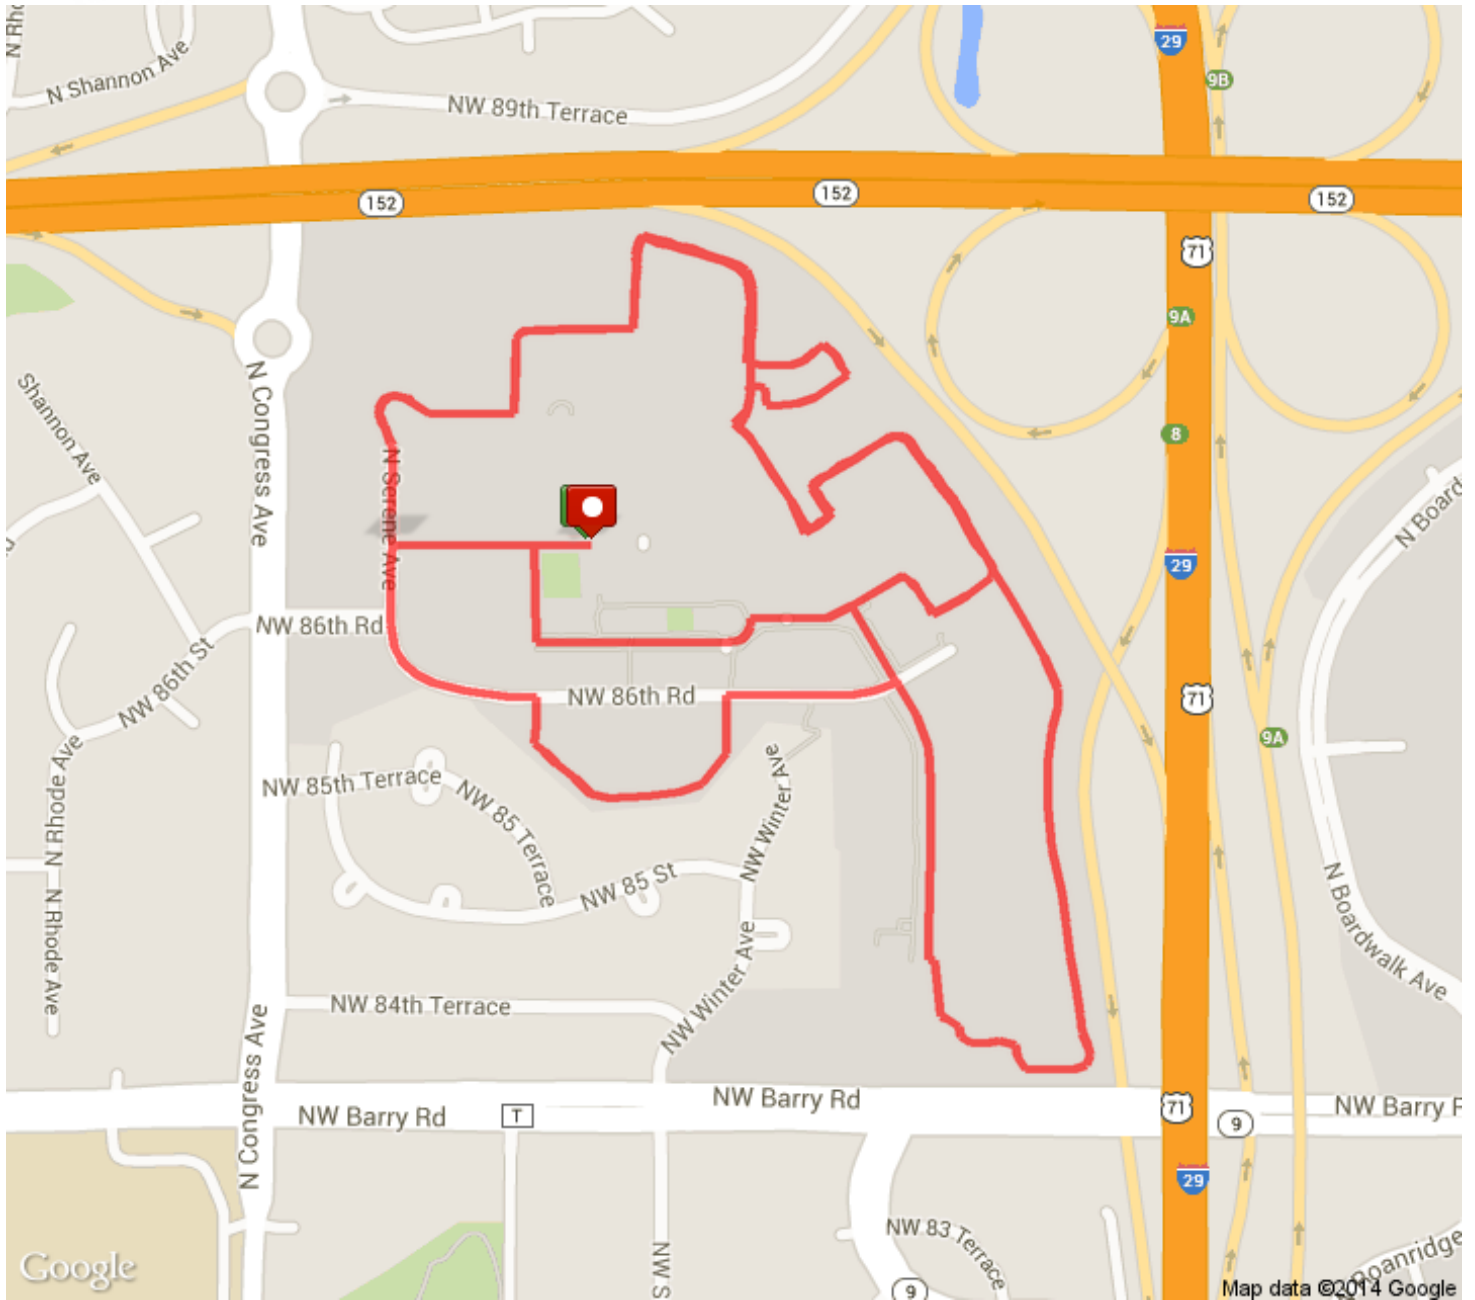 N Rho
29
N Shannon Ave
9B
NW 89th Terrace
152
152
152
71
9A
N Congress Ave
Shannon Ave
8
N Serene Ave
N Board
29
NW 86th Rd
NW 86th St
NW 86th Rd
71
9A
N Rhode Ave
NW 85th Terrace
NW 85 Terrace
NW Winter Ave
NW 85 St
N Rhode Ave
N Boardwalk Ave
NW Winter Ave
NW 84th Terrace
N Congress Ave
NW Barry Rd
NW Barry Rd
T
71
9
NW Barry R
29
NW 83 Terrace
NW S
9
Roanridge
Google
Map data ©2014 Google